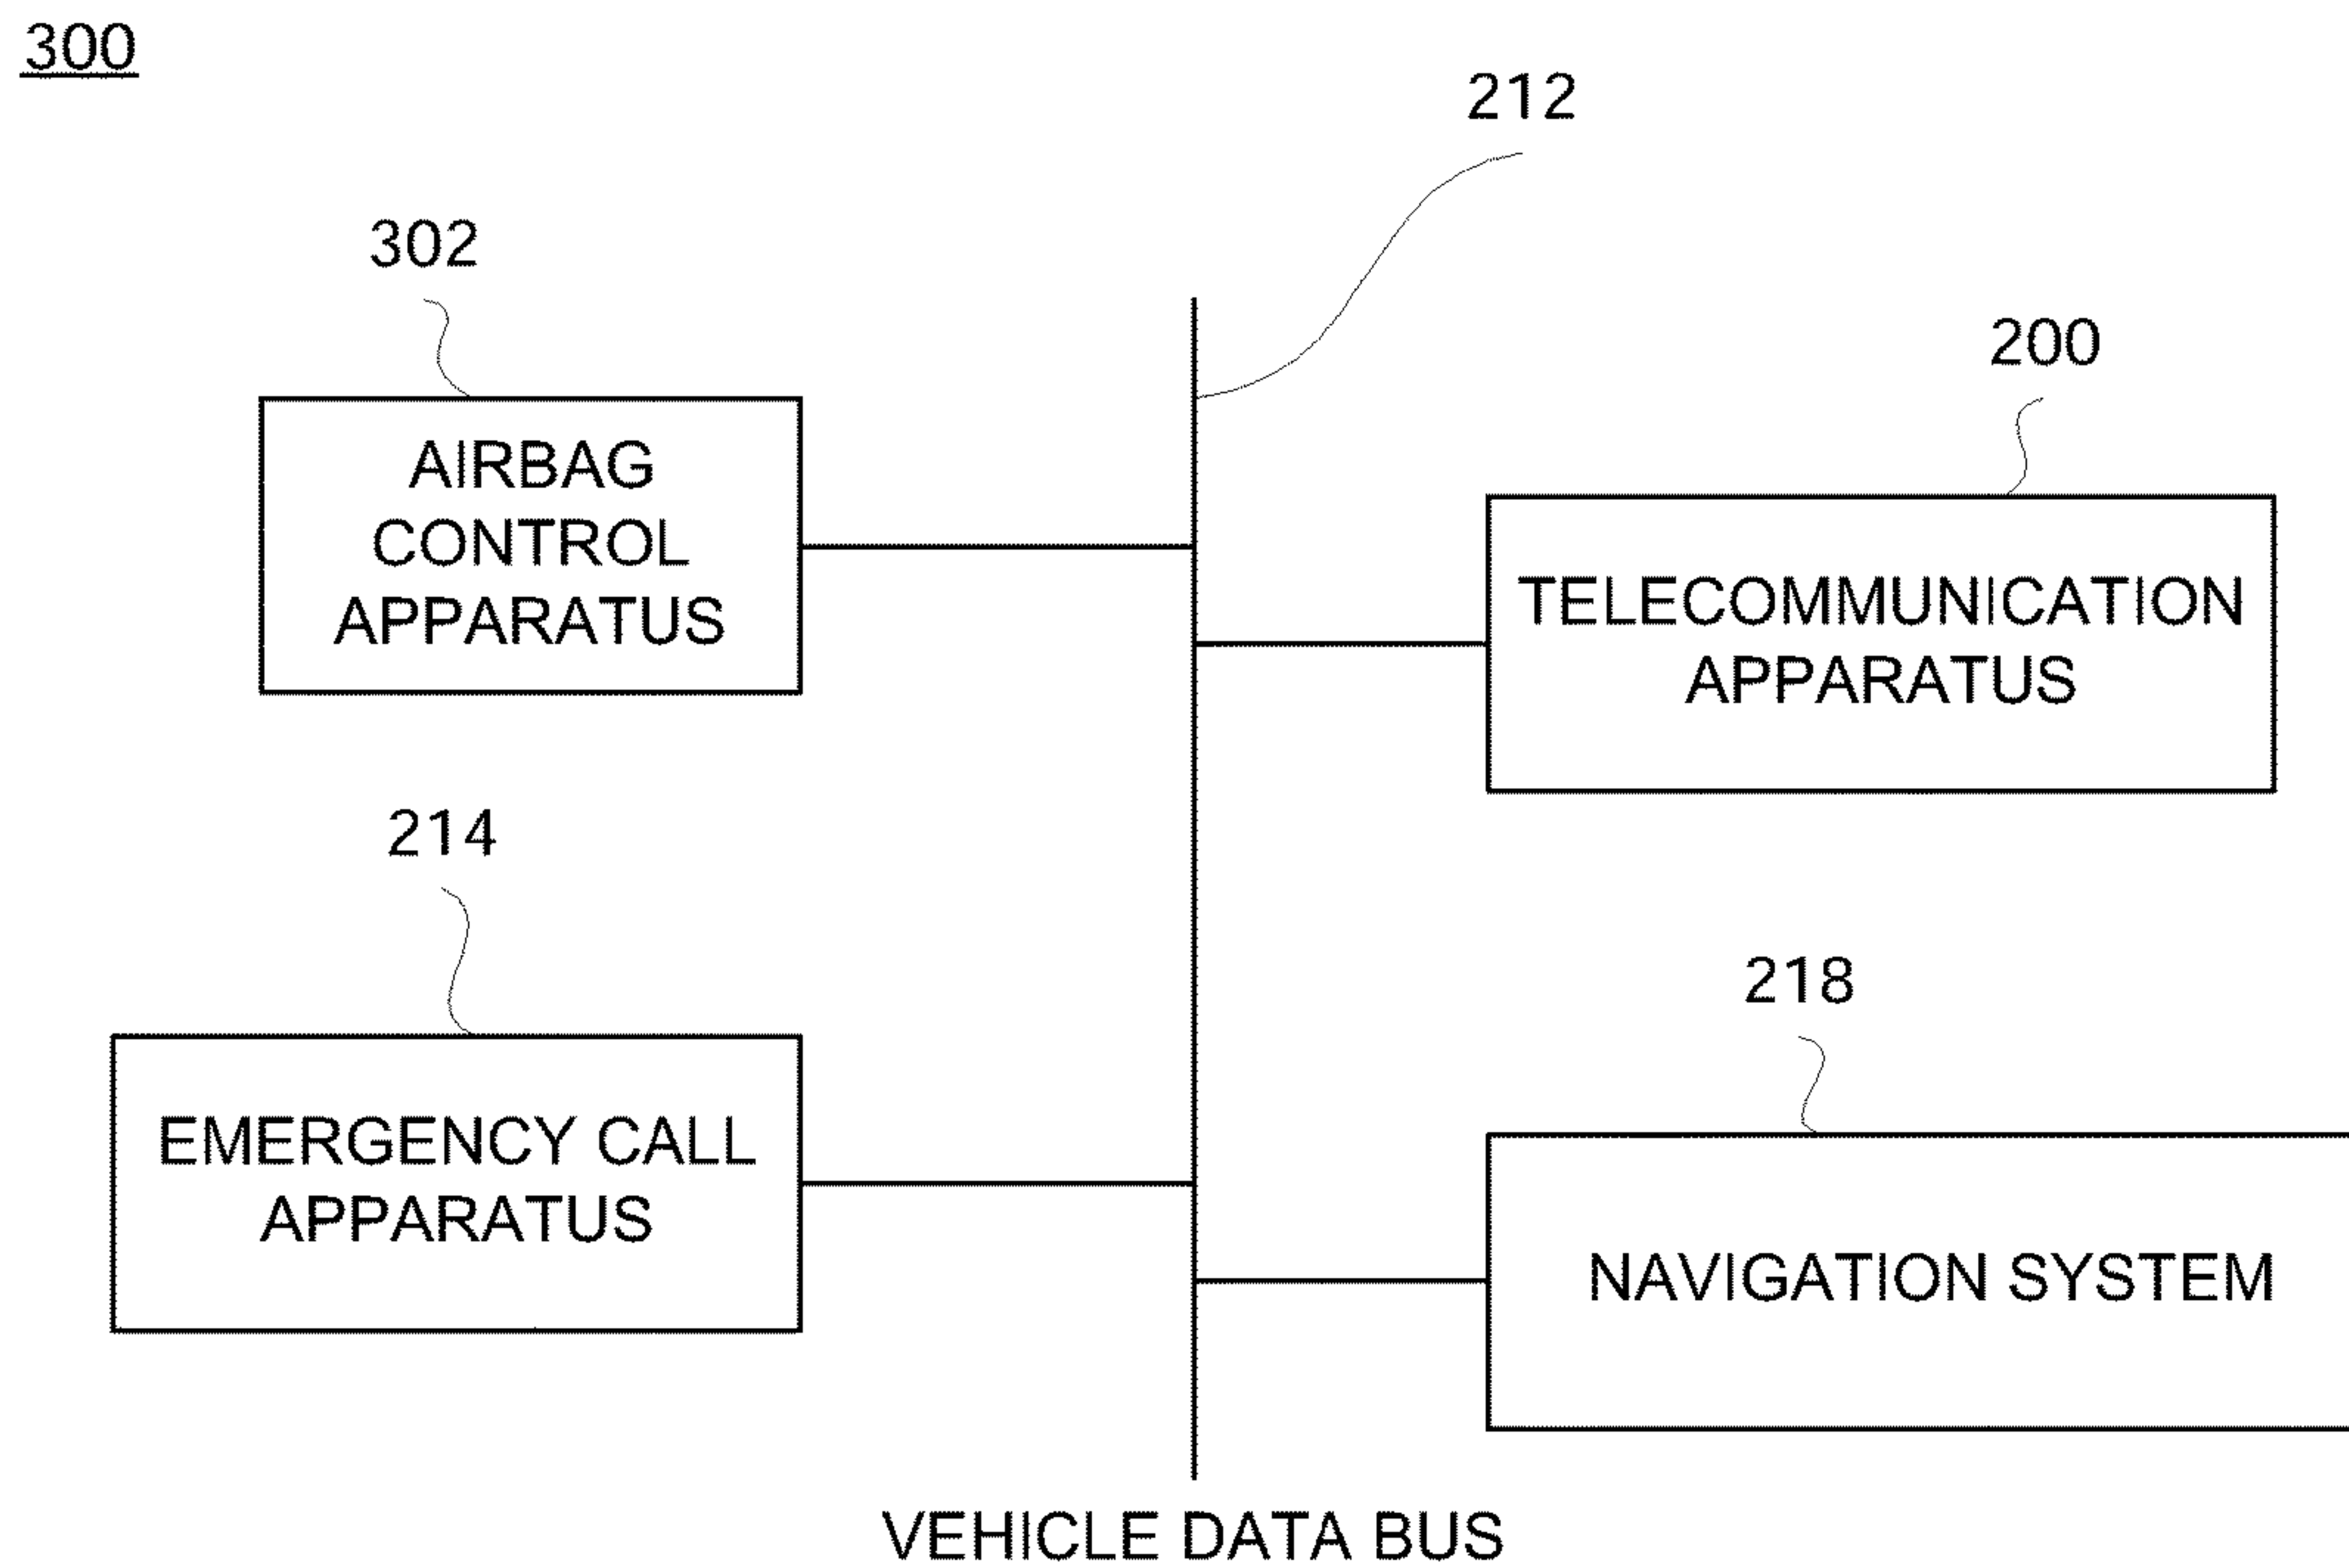 300
212
302
200
AIRBAG
CONTROL
APPARATUS
TELECOMMUNICATION
APPARATUS
214
218
EMERGENCY CALL
APPARATUS
NAVIGATION SYSTEM
VEHICLE DATA BUS